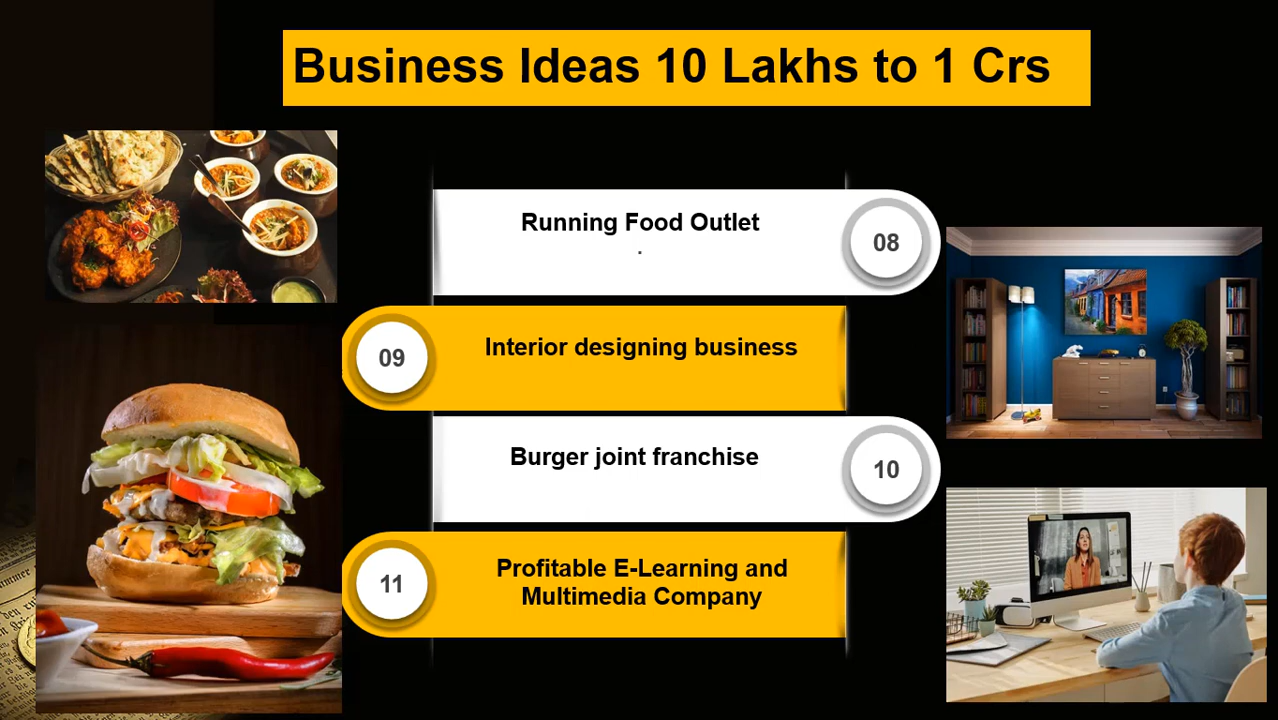 Business Ideas 10 Lakhs to 1 Crs
Running Food Outlet
.
08
09
Interior designing business
Burger joint franchise
10
11
Profitable E-Learning and
Multimedia Company